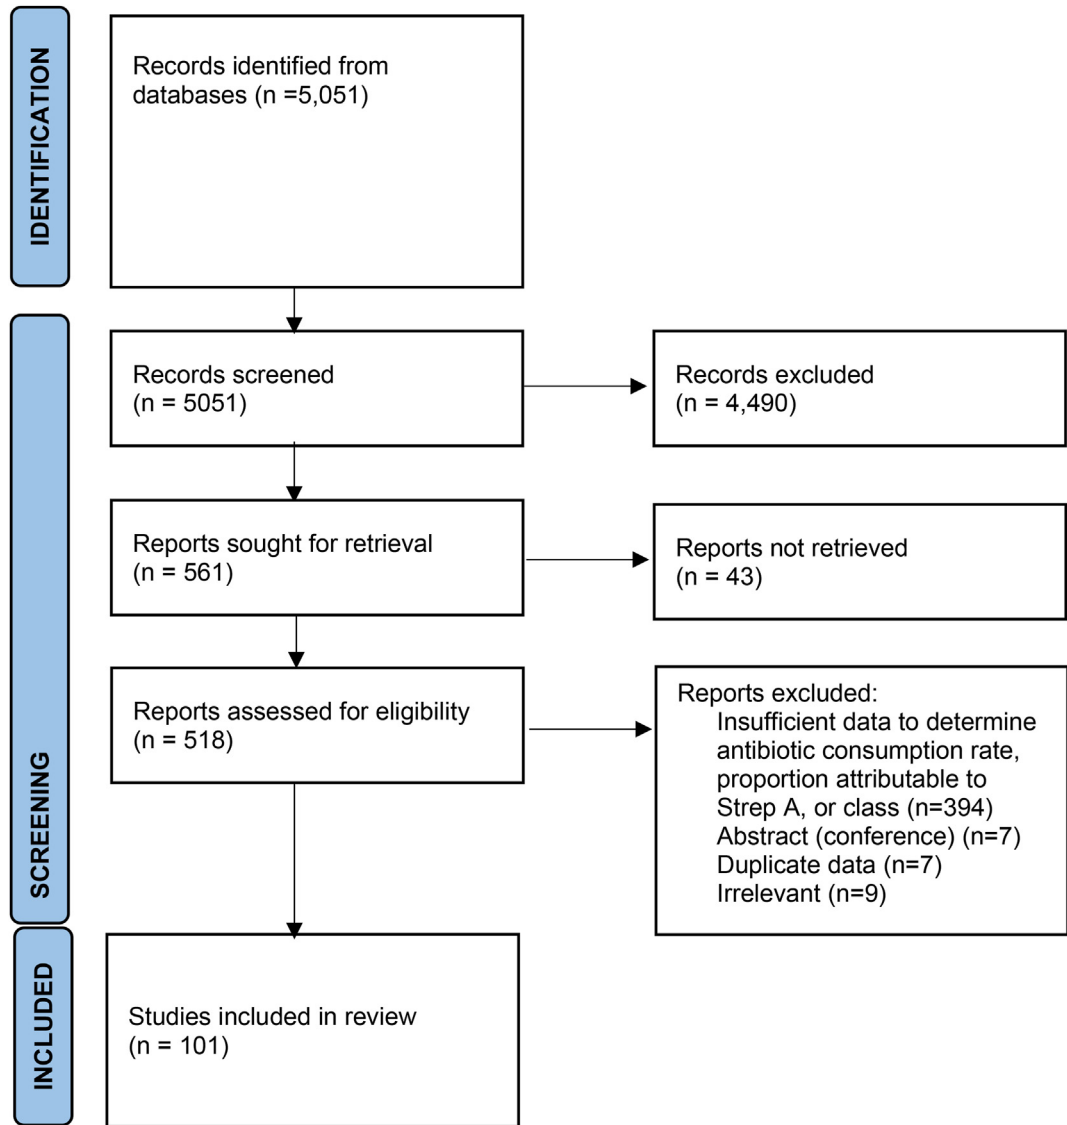 IDENTIFICATION
Records identified from
databases (n =5,051)
SCREENING
Records screened
(n = 5051)
Records excluded
(n = 4,490)
Reports sought for retrieval
(n = 561)
Reports not retrieved
(n = 43)
Reports assessed for eligibility
(n = 518)
Reports excluded:
Insufficient data to determine
antibiotic consumption rate,
proportion attributable to
Strep A, or class (n=394)
Abstract (conference) (n=7)
Duplicate data (n=7)
Irrelevant (n=9)
INCLUDED
Studies included in review
(n = 101)